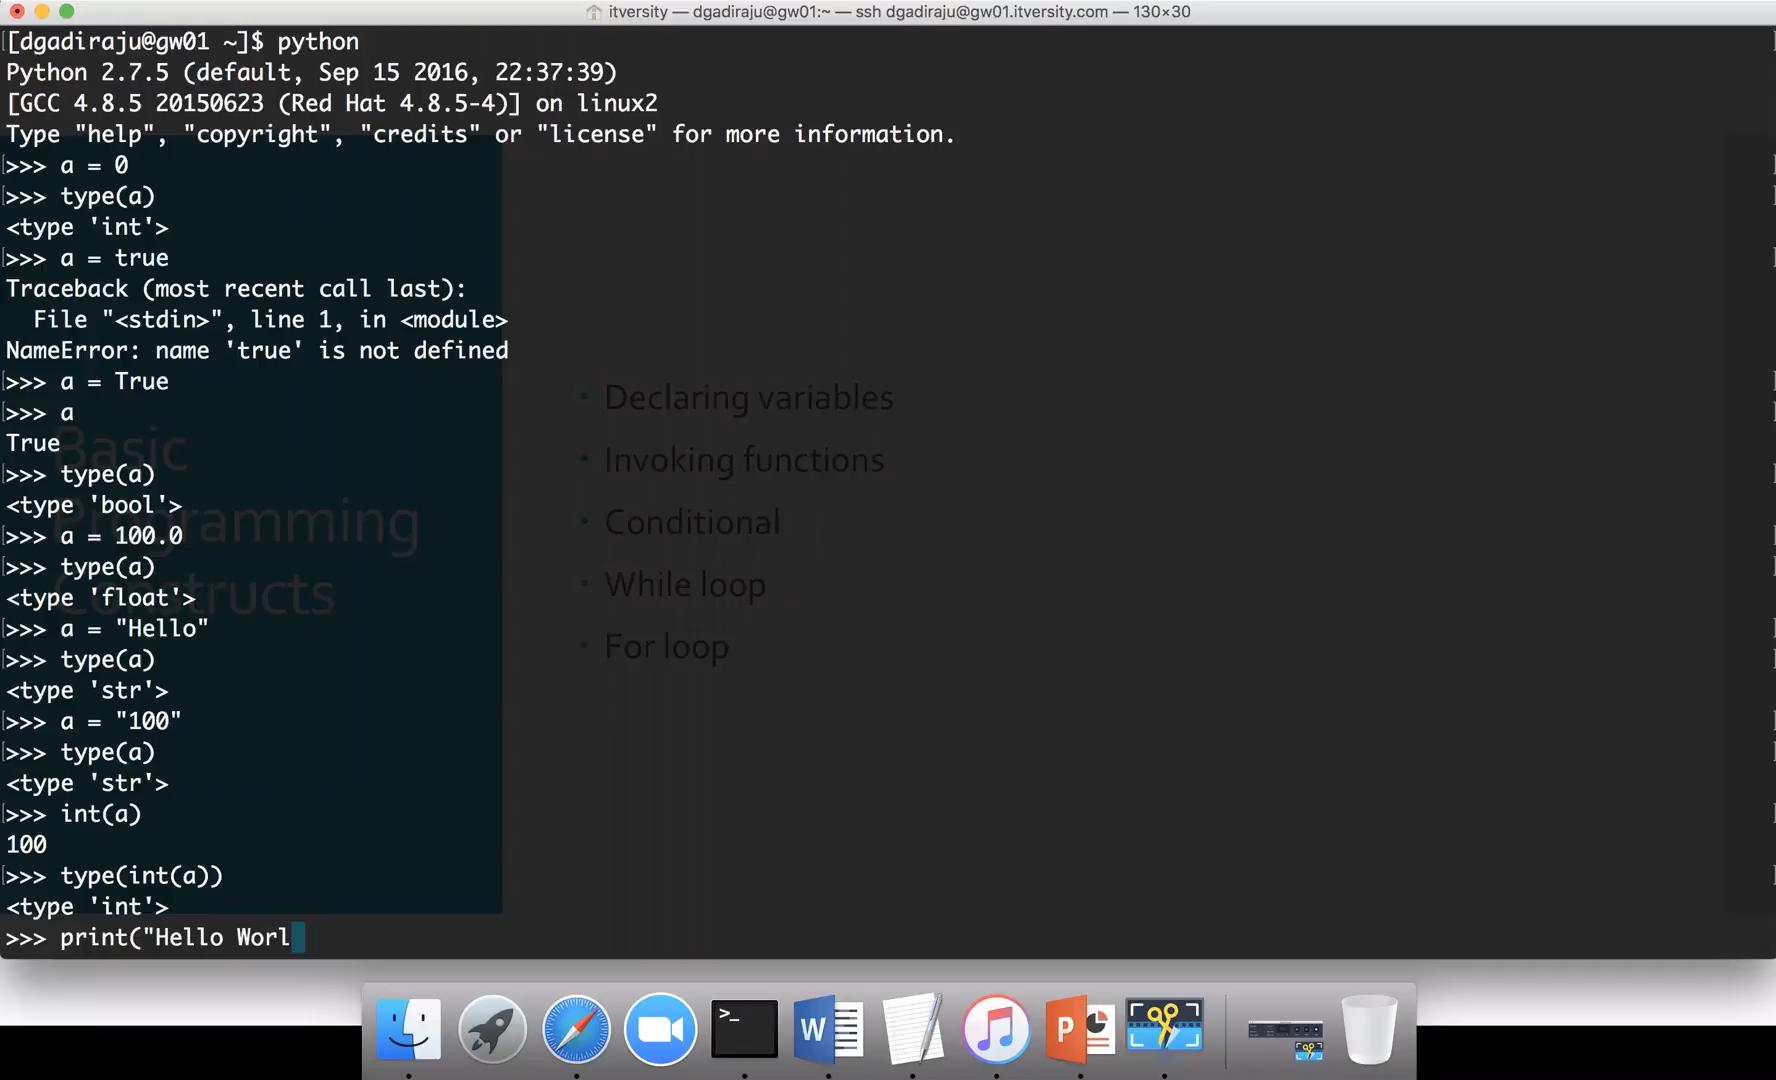 itversity — dgadiraju@gw01:~ — ssh dgadiraju@gw01.itversity.com — 130×30
[dgadiraju@gw01 ~]$ python
Python 2.7.5 (default, Sep 15 2016, 22:37:39)
[GCC 4.8.5 20150623 (Red Hat 4.8.5-4)] on linux2
Type "help", "copyright", "credits" or "license" for more information.
>>> a = 0
>>> type(a)
<type 'int'>
>>> a = true
Traceback (most recent call last):
  File "<stdin>", line 1, in <module>
NameError: name 'true' is not defined
>>> a = True
>>> a
True
>>> type(a)
<type 'bool'>
>>> a = 100.0
>>> type(a)
<type 'float'>
>>> a = "Hello"
>>> type(a)
<type 'str'>
>>> a = "100"
>>> type(a)
<type 'str'>
>>> int(a)
100
>>> type(int(a))
<type 'int'>
>>> print("Hello Worl
Basic
Programming
Constructs
• Declaring variables
• Invoking functions
• Conditional
• While loop
• For loop
>_
W
P